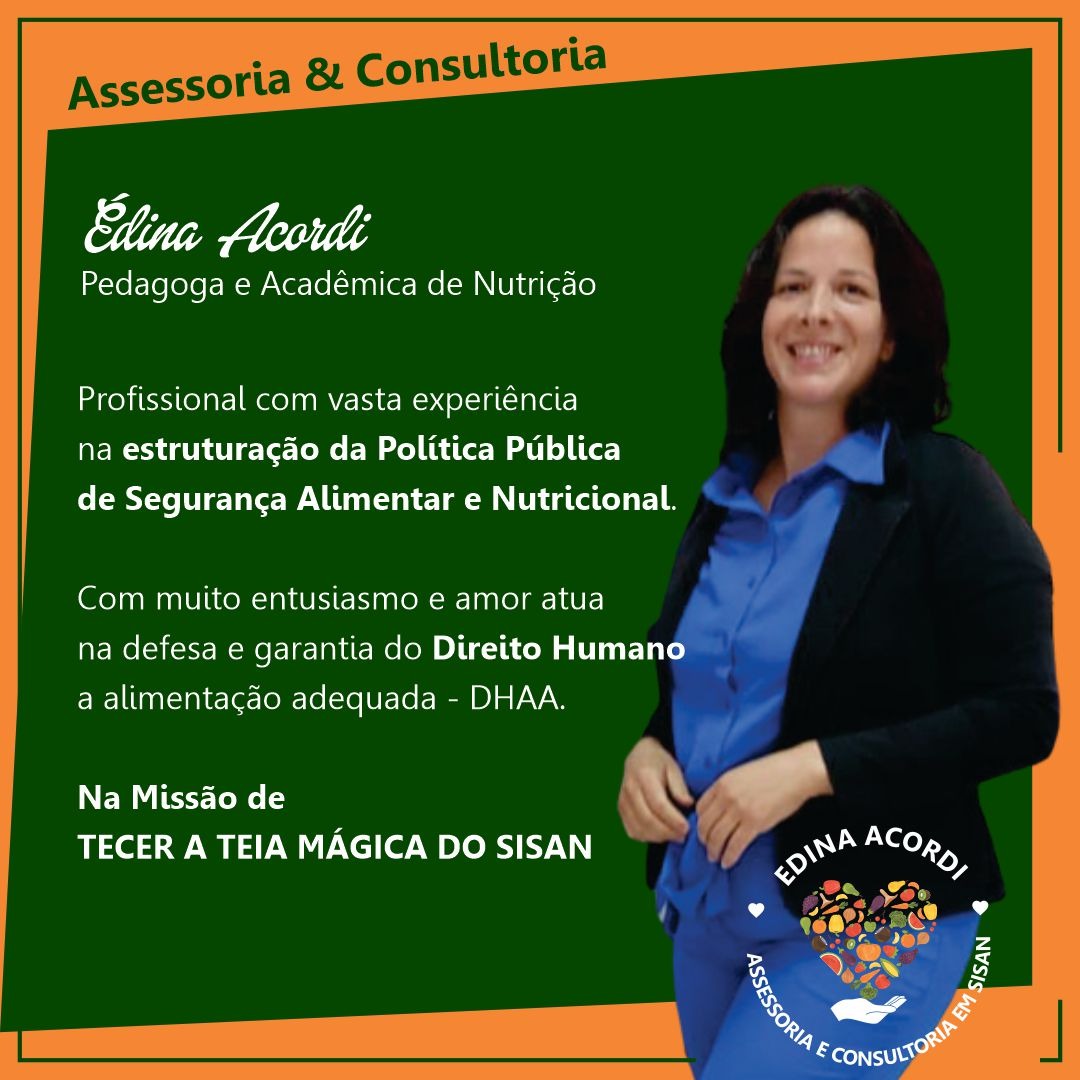 Assessoria & Consultoria
Édina Acordi
Pedagoga e Acadêmica de Nutrição
Profissional com vasta experiência
na estruturação da Política Pública
de Segurança Alimentar e Nutricional.
Com muito entusiasmo e amor atua
na defesa e garantia do Direito Humano
a alimentação adequada - DHAA.
Na Missão de
TECER A TEIA MÁGICA DO SISAN
EDINA ACORDI
ASSESSORIA E CONSULTORIA EM SISAN